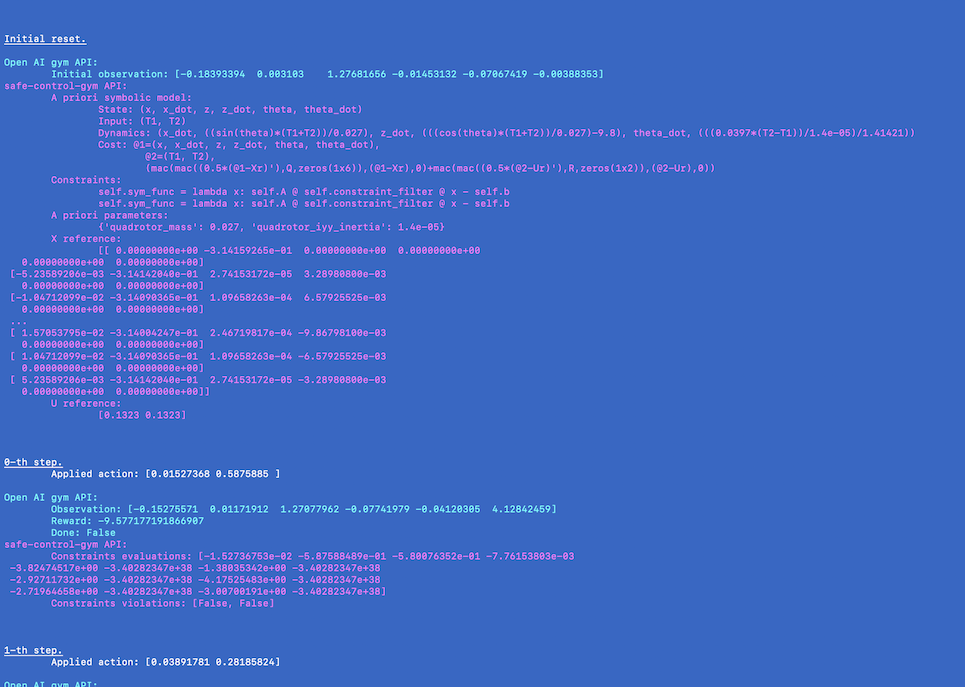 Initial reset.
Open AI gym API:
Initial observation: [-0.18393394 0.003103 1.27681656 -0.01453132 -0.07067419 -0.00388353]
safe-control-gym API:
A priori symbolic model:
State: (x, x_dot, z, z_dot, theta, theta_dot)
Input: (T1, T2)
Dynamics: (x_dot, ((sin(theta)*(T1+T2))/0.027), z_dot, (((cos(theta)*(T1+T2))/0.027)-9.8), theta_dot, (((0.0397*(T2-T1))/1.4e-05)/1.41421))
Cost: @1=(x, x_dot, z, z_dot, theta, theta_dot),
@2=(T1, T2),
(mac(mac((0.5*(@1-Xr)'),Q,zeros(1x6)),(@1-Xr),0)+mac(mac((0.5*(@2-Ur)'),R,zeros(1x2)),(@2-Ur),0))
Constraints:
self.sym_func = lambda x: self.A @ self.constraint_filter @ x - self.b
self.sym_func = lambda x: self.A @ self.constraint_filter @ x - self.b
A priori parameters:
{'quadrotor_mass': 0.027, 'quadrotor_iyy_inertia': 1.4e-05}
X reference:
[[ 0.00000000e+00 -3.14159265e-01 0.00000000e+00 0.00000000e+00
0.00000000e+00 0.00000000e+00]
[-5.23589206e-03 -3.14142040e-01 2.74153172e-05 3.28980800e-03
0.00000000e+00 0.00000000e+00]
[-1.04712099e-02 -3.14090365e-01 1.09658263e-04 6.57925525e-03
0.00000000e+00 0.00000000e+00]
...
[ 1.57053795e-02 -3.14004247e-01 2.46719817e-04 -9.86798100e-03
0.00000000e+00 0.00000000e+00]
[ 1.04712099e-02 -3.14090365e-01 1.09658263e-04 -6.57925525e-03
0.00000000e+00 0.00000000e+00]
[ 5.23589206e-03 -3.14142040e-01 2.74153172e-05 -3.28980800e-03
0.00000000e+00 0.00000000e+00]]
U reference:
[0.1323 0.1323]
0-th step.
Applied action: [0.01527368 0.5875885 ]
Open AI gym API:
Observation: [-0.15275571 0.01171912 1.27077962 -0.07741979 -0.04120305 4.12842459]
Reward: -9.577177191866907
Done: False
safe-control-gym API:
Constraints evaluations: [-1.52736753e-02 -5.87588489e-01 -5.80076352e-01 -7.76153803e-03
-3.82474517e+00 -3.40282347e+38 -1.38035342e+00 -3.40282347e+38
-2.92711732e+00 -3.40282347e+38 -4.17525483e+00 -3.40282347e+38
-2.71964658e+00 -3.40282347e+38 -3.00700191e+00 -3.40282347e+38]
Constraints violations: [False, False]
1-th step.
Applied action: [0.03891781 0.28185824]
Open AI gym API: